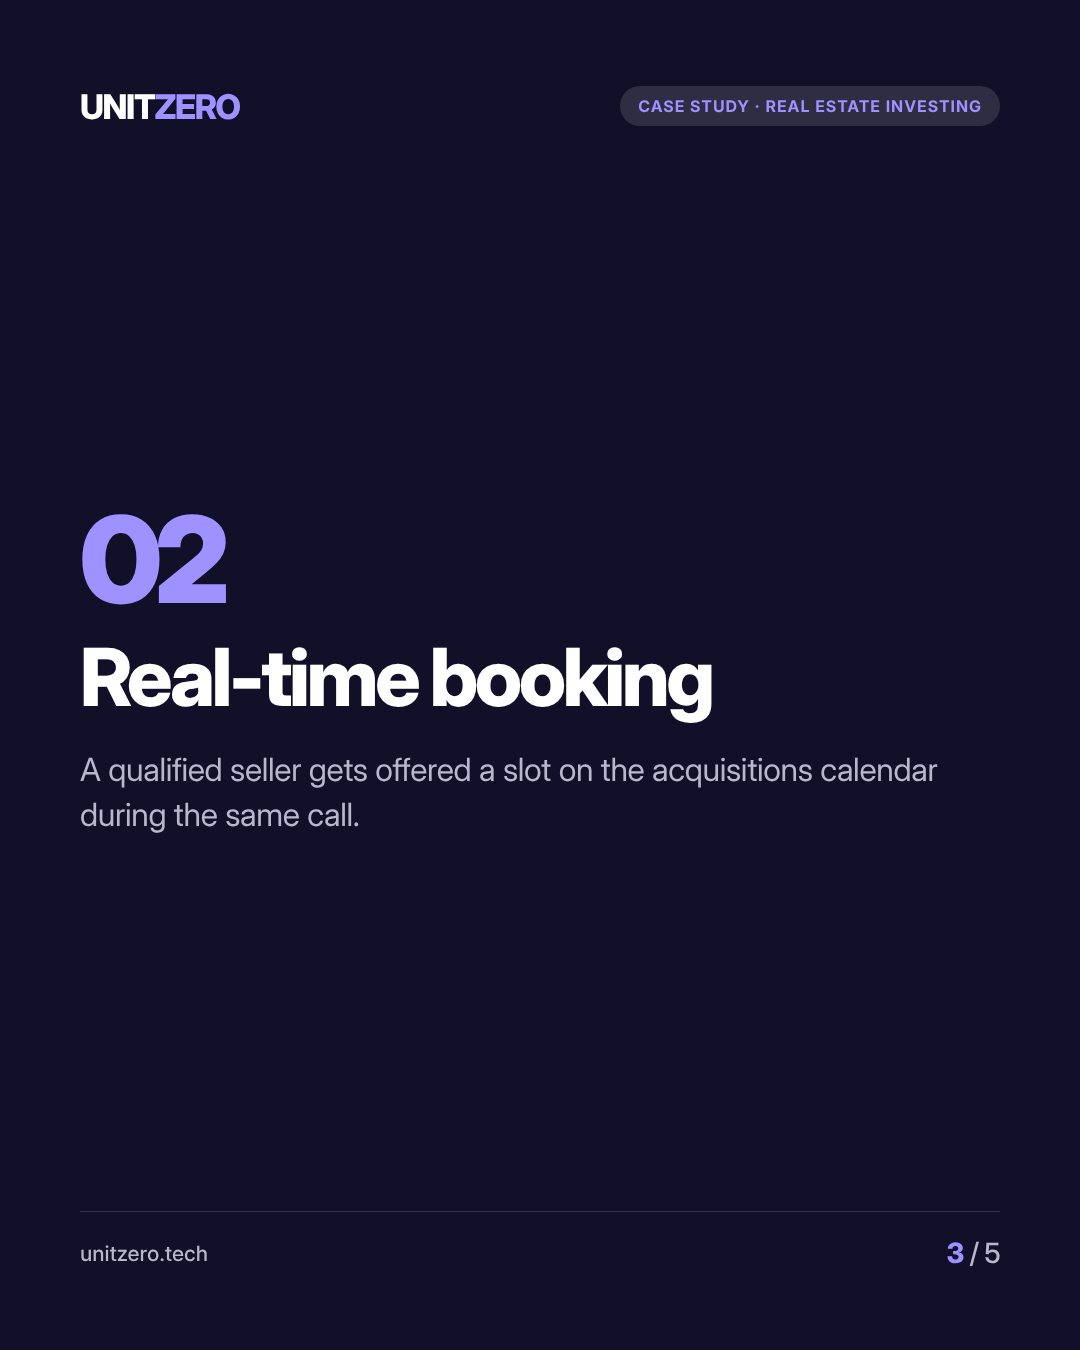 UNITZERO
CASE STUDY · REAL ESTATE INVESTING
02
Real-time booking
A qualified seller gets offered a slot on the acquisitions calendar
during the same call.
unitzero.tech
3 / 5